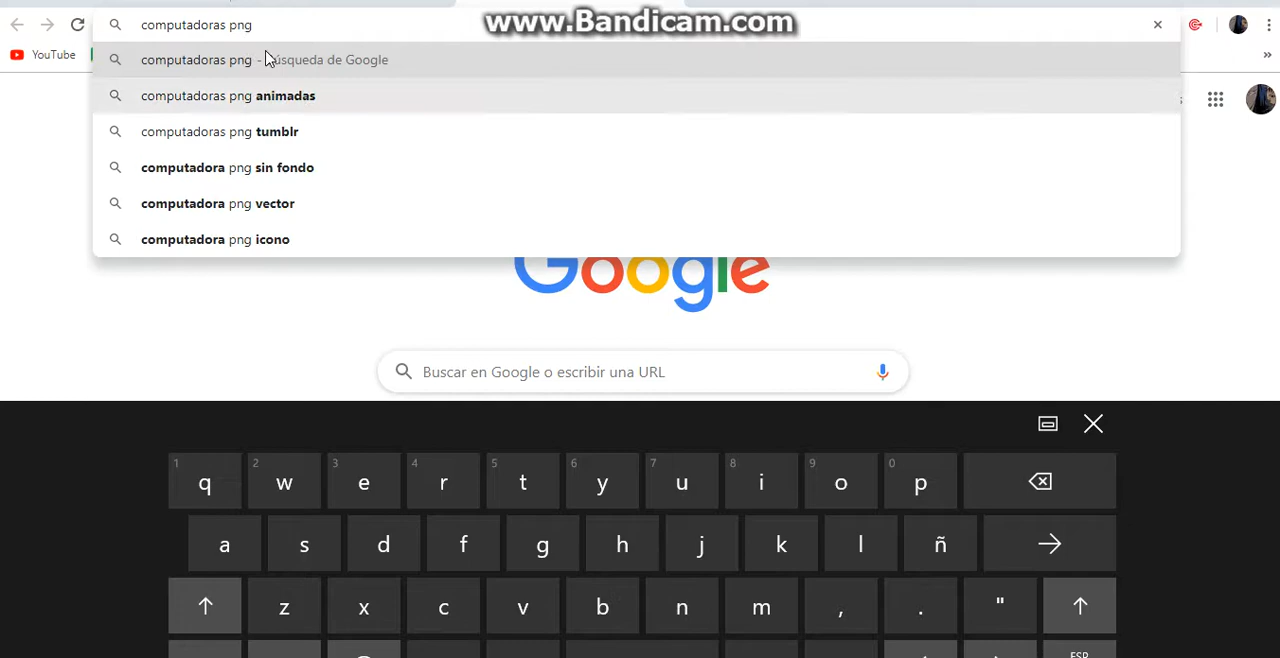 www.Bandicam.com
computadoras png
YouTube
computadoras png - Búsqueda de Google
computadoras png animadas
computadoras png tumblr
computadora png sin fondo
computadora png vector
computadora png icono
Google
Buscar en Google o escribir una URL
1 q 2 w 3 e 4 r 5 t 6 y 7 u 8 i 9 o 0 p
a s d f g h j k l ñ
z x c v b n m , . "
ESP